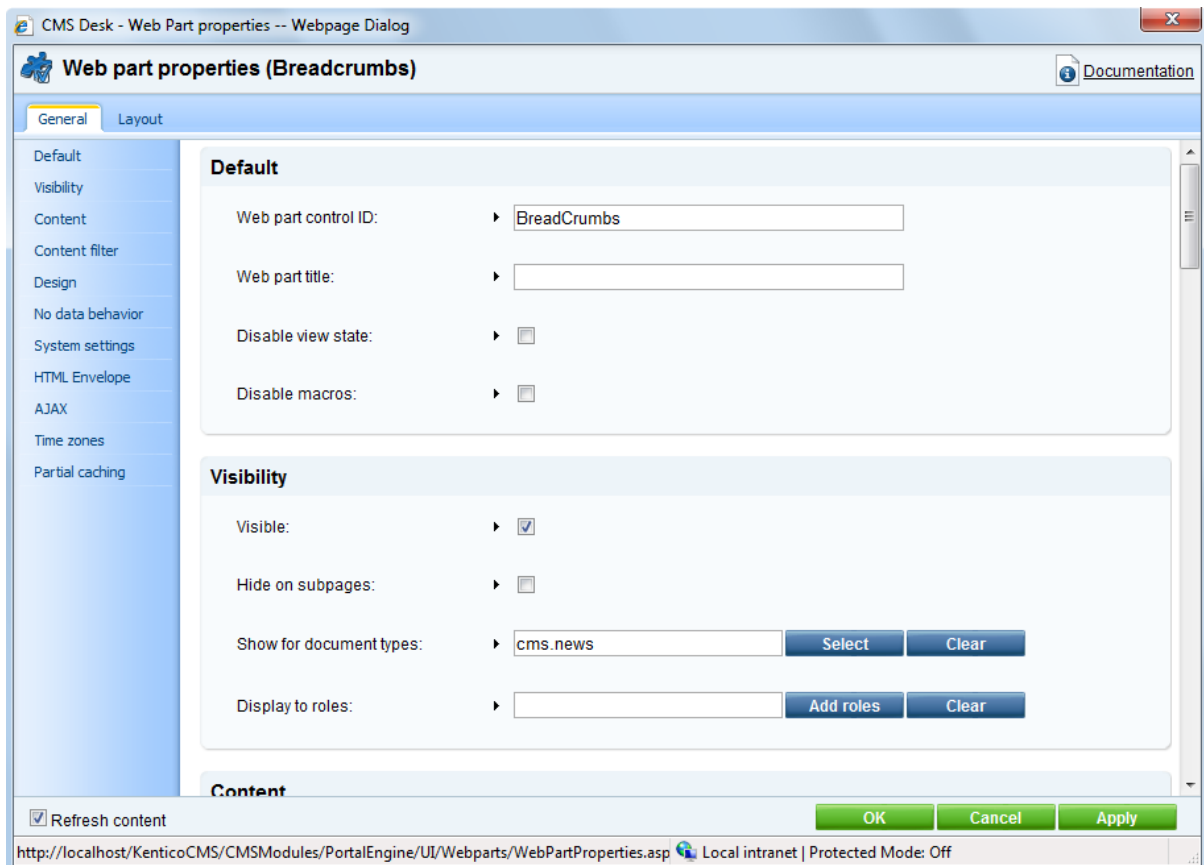 CMS Desk - Web Part properties -- Webpage Dialog
Web part properties (Breadcrumbs)
Documentation
General Layout
Default
Visibility
Content
Content filter
Design
No data behavior
System settings
HTML Envelope
AJAX
Time zones
Partial caching
Default
Web part control ID: BreadCrumbs
Web part title:
Disable view state:
Disable macros:
Visibility
Visible:
Hide on subpages:
Show for document types: cms.news Select Clear
Display to roles: Add roles Clear
Content
Refresh content OK Cancel Apply
http://localhost/KenticoCMS/CMSModules/PortalEngine/UI/Webparts/WebPartProperties.asp Local intranet | Protected Mode: Off